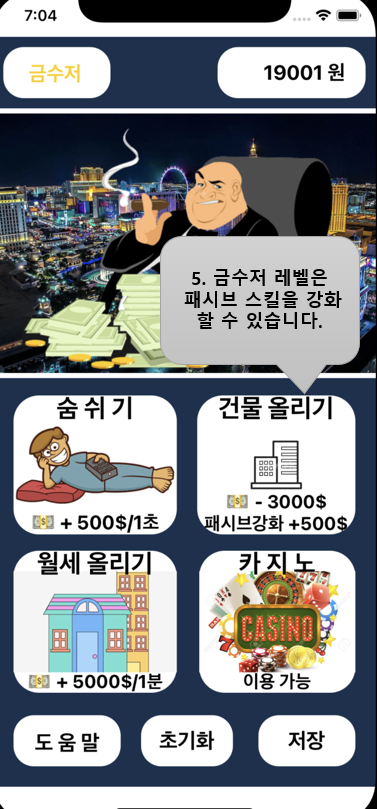 7:04
금수저
19001 원
5. 금수저 레벨은
패시브 스킬을 강화
할 수 있습니다.
숨 쉬 기
건물 올리기
+ 500$/1초
- 3000$
패시브강화 +500$
월세 올리기
카 지 노
CASINO
+ 5000$/1분
이용 가능
도 움 말
초기화
저장